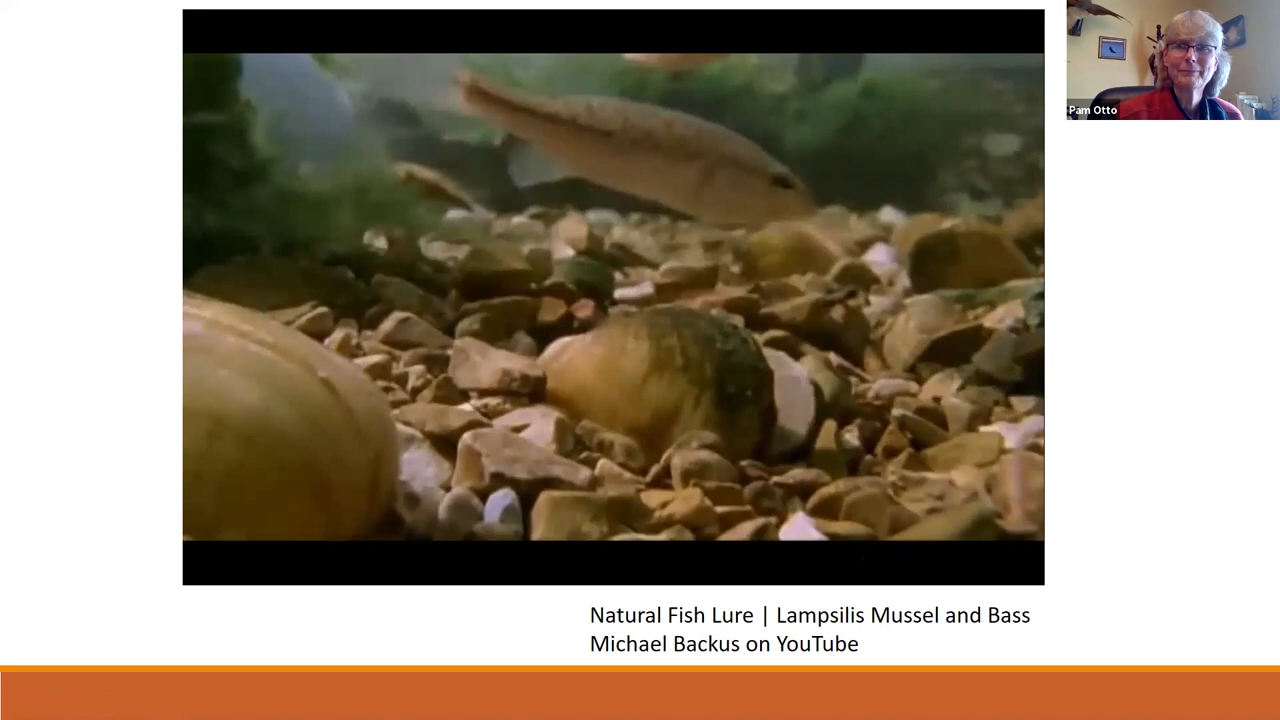 Pam Otto
Natural Fish Lure | Lampsilis Mussel and Bass
Michael Backus on YouTube